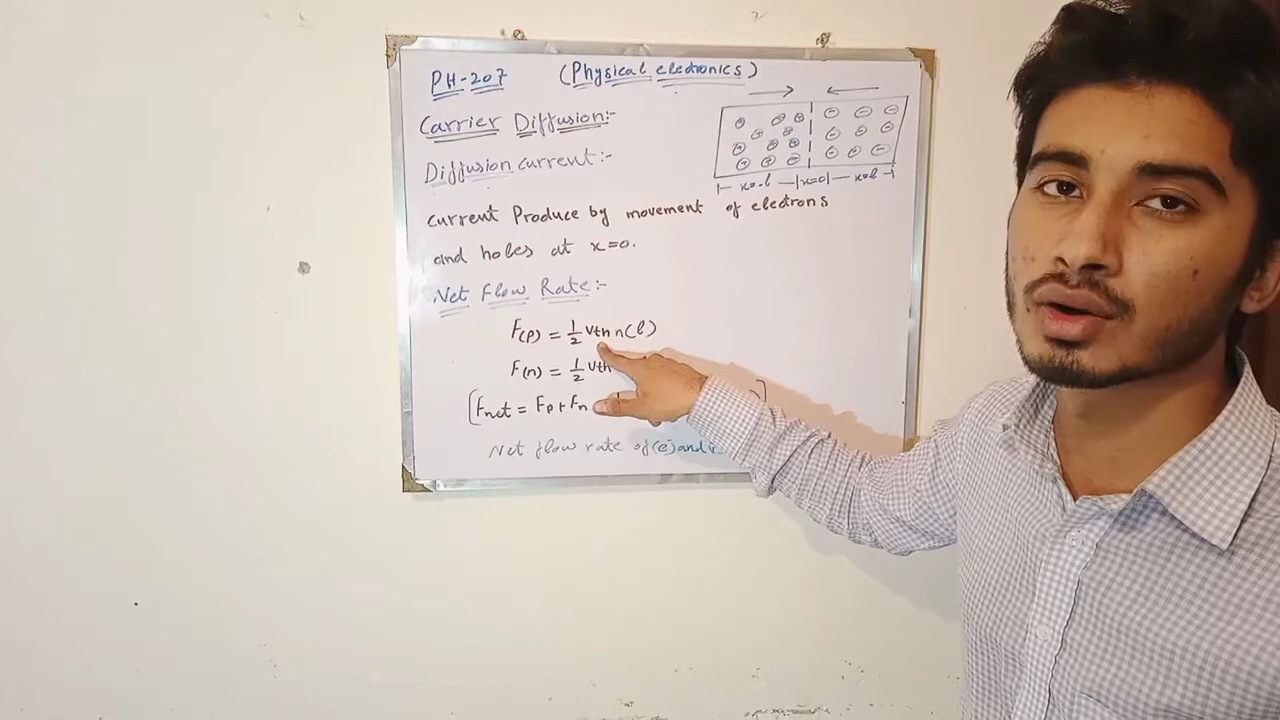 PH-207 (Physical electronics)
Carrier Diffusion:-
Diffusion current:-
x=-l x=0 x=l
current Produce by movement of electrons
and holes at x=0.
Net Flow Rate:-
F(P) = 1/2 Vth n(l)
F(n) = 1/2 Vth
[Fnet = FP + Fn
Net flow rate of (e⁻) and